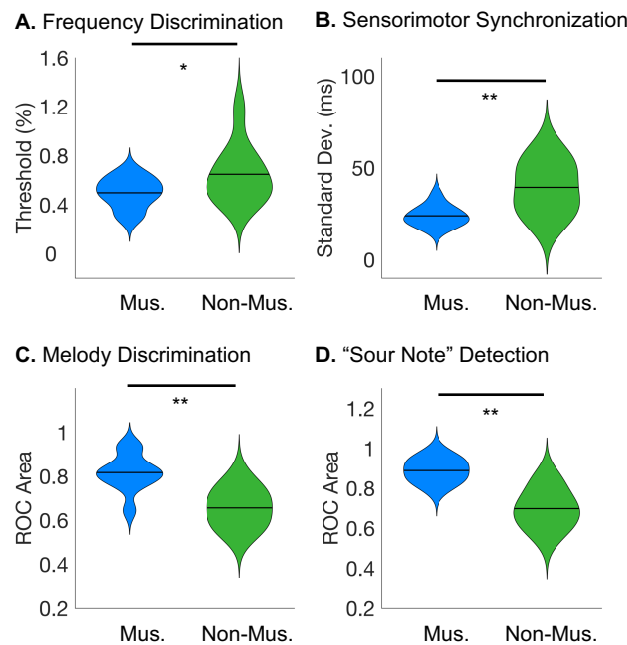 A. Frequency Discrimination
Threshold (%)
1.6
1.2
0.8
0.4
0
*
Mus. Non-Mus.
B. Sensorimotor Synchronization
Standard Dev. (ms)
100
50
0
**
Mus. Non-Mus.
C. Melody Discrimination
ROC Area
1
0.8
0.6
0.4
0.2
**
Mus. Non-Mus.
D. “Sour Note” Detection
ROC Area
1.2
1
0.8
0.6
0.4
0.2
**
Mus. Non-Mus.